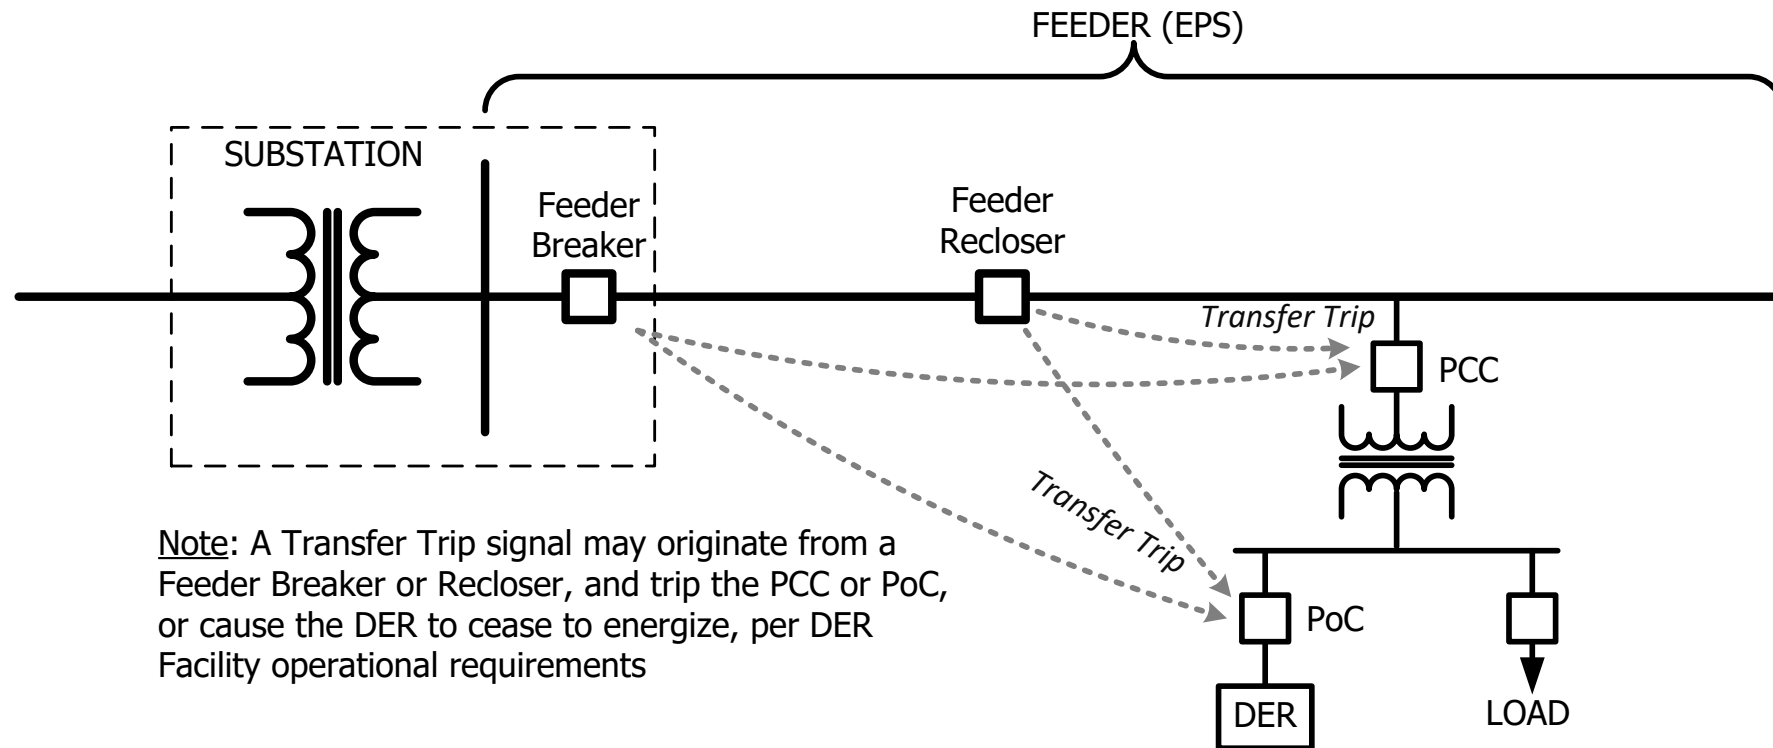 FEEDER (EPS)
SUBSTATION
Feeder
Breaker
Feeder
Recloser
Transfer Trip
PCC
Transfer Trip
Note: A Transfer Trip signal may originate from a
Feeder Breaker or Recloser, and trip the PCC or PoC,
or cause the DER to cease to energize, per DER
Facility operational requirements
PoC
DER
LOAD